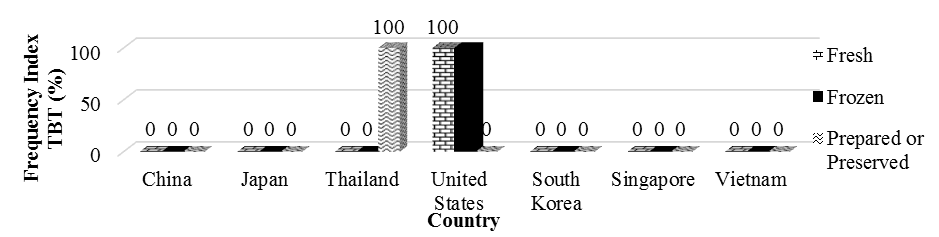 Frequency Index
TBT (%)
100
50
0
0 0 0
0 0 0
0 0
100
100
0
0 0 0
0 0 0
0 0 0
China
Japan
Thailand
United
States
South
Korea
Singapore
Vietnam
Country
Fresh
Frozen
Prepared or
Preserved